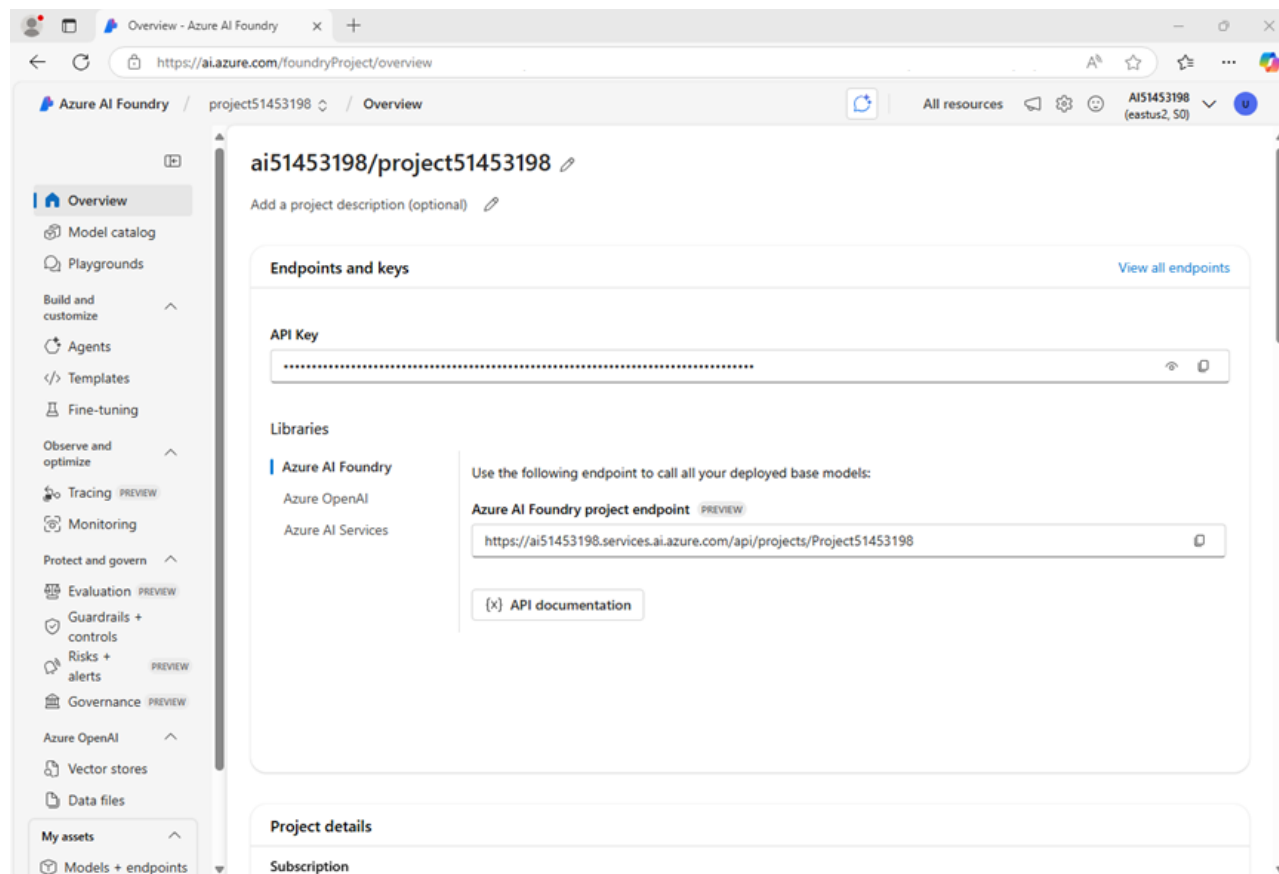 Overview - Azure AI Foundry
https://ai.azure.com/foundryProject/overview
Azure AI Foundry / project51453198 / Overview
All resources
AI51453198
(eastus2, S0)
U
Overview
Model catalog
Playgrounds
Build and
customize
Agents
Templates
Fine-tuning
Observe and
optimize
Tracing PREVIEW
Monitoring
Protect and govern
Evaluation PREVIEW
Guardrails +
controls
Risks +
alerts
PREVIEW
Governance PREVIEW
Azure OpenAI
Vector stores
Data files
My assets
Models + endpoints
ai51453198/project51453198
Add a project description (optional)
Endpoints and keys
View all endpoints
API Key
Libraries
Azure AI Foundry
Azure OpenAI
Azure AI Services
Use the following endpoint to call all your deployed base models:
Azure AI Foundry project endpoint PREVIEW
https://ai51453198.services.ai.azure.com/api/projects/Project51453198
{x} API documentation
Project details
Subscription